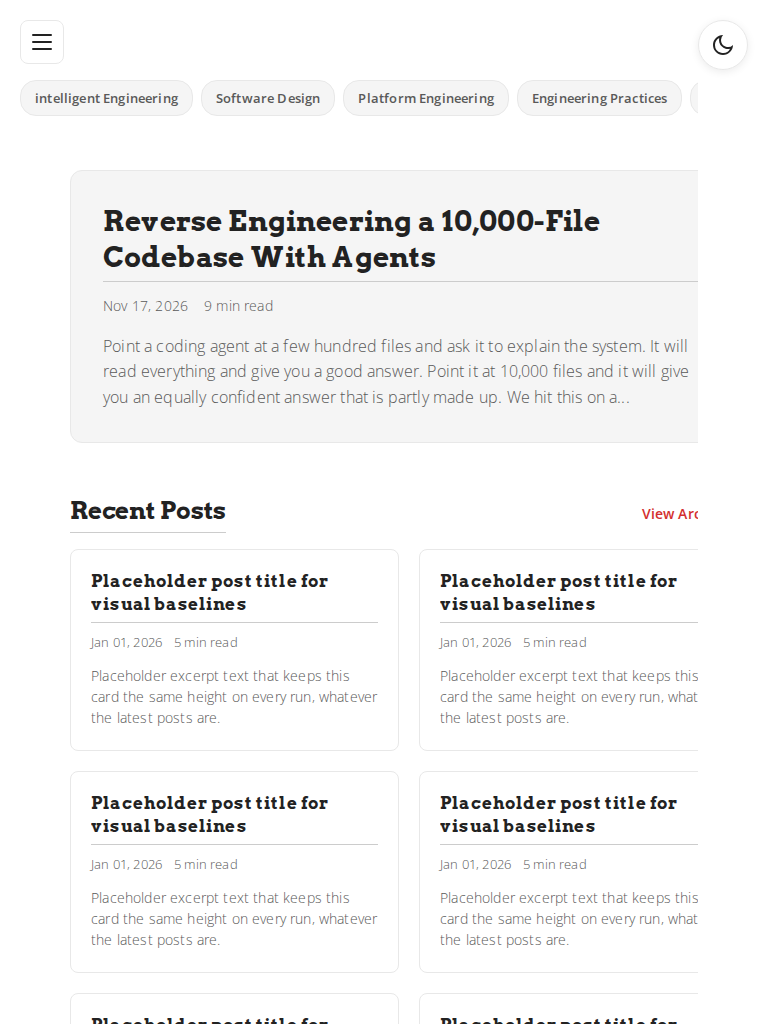 intelligent Engineering
Software Design
Platform Engineering
Engineering Practices
Reverse Engineering a 10,000-File
Codebase With Agents
Nov 17, 2026 9 min read
Point a coding agent at a few hundred files and ask it to explain the system. It will
read everything and give you a good answer. Point it at 10,000 files and it will give
you an equally confident answer that is partly made up. We hit this on a...
Recent Posts
View Arc
Placeholder post title for
visual baselines
Jan 01, 2026 5 min read
Placeholder excerpt text that keeps this
card the same height on every run, whatever
the latest posts are.
Placeholder post title for
visual baselines
Jan 01, 2026 5 min read
Placeholder excerpt text that keeps this
card the same height on every run, what
the latest posts are.
Placeholder post title for
visual baselines
Jan 01, 2026 5 min read
Placeholder excerpt text that keeps this
card the same height on every run, whatever
the latest posts are.
Placeholder post title for
visual baselines
Jan 01, 2026 5 min read
Placeholder excerpt text that keeps this
card the same height on every run, what
the latest posts are.
Placeholder post title for
Placeholder post title for